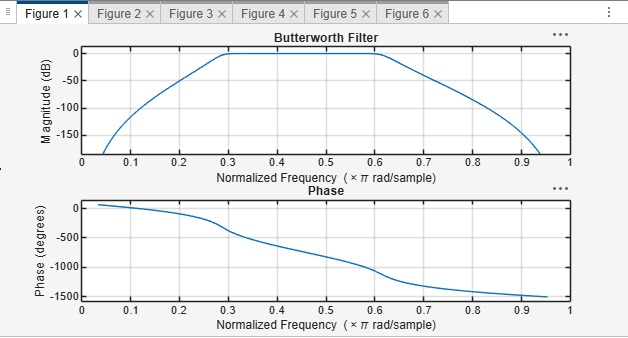 Figure 1 × Figure 2 × Figure 3 × Figure 4 × Figure 5 × Figure 6 ×
Butterworth Filter
Magnitude (dB)
0
-50
-100
-150
0 0.1 0.2 0.3 0.4 0.5 0.6 0.7 0.8 0.9 1
Normalized Frequency (× π rad/sample)
Phase
Phase (degrees)
0
-500
-1000
-1500
0 0.1 0.2 0.3 0.4 0.5 0.6 0.7 0.8 0.9 1
Normalized Frequency (× π rad/sample)